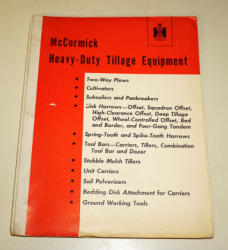 McCormick
Heavy-Duty Tillage Equipment
IH
• Two-Way Plows
• Cultivators
• Subsoilers and Panbreakers
• Disk Harrows—Offset, Squadron Offset,
High-Clearance Offset, Deep Tillage
Offset, Wheel-Controlled Offset, Bed
and Border, and Four-Gang Tandem
• Spring-Tooth and Spike-Tooth Harrows
• Tool Bars—Carriers, Tillers, Combination
Tool Bar and Dozer
• Stubble Mulch Tillers
• Unit Carriers
• Soil Pulverizers
• Bedding Disk Attachment for Carriers
• Ground Working Tools